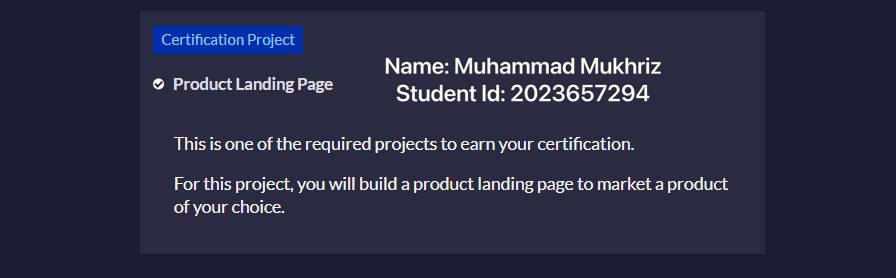 Certification Project
Product Landing Page
Name: Muhammad Mukhriz
Student Id: 2023657294
This is one of the required projects to earn your certification.
For this project, you will build a product landing page to market a product
of your choice.